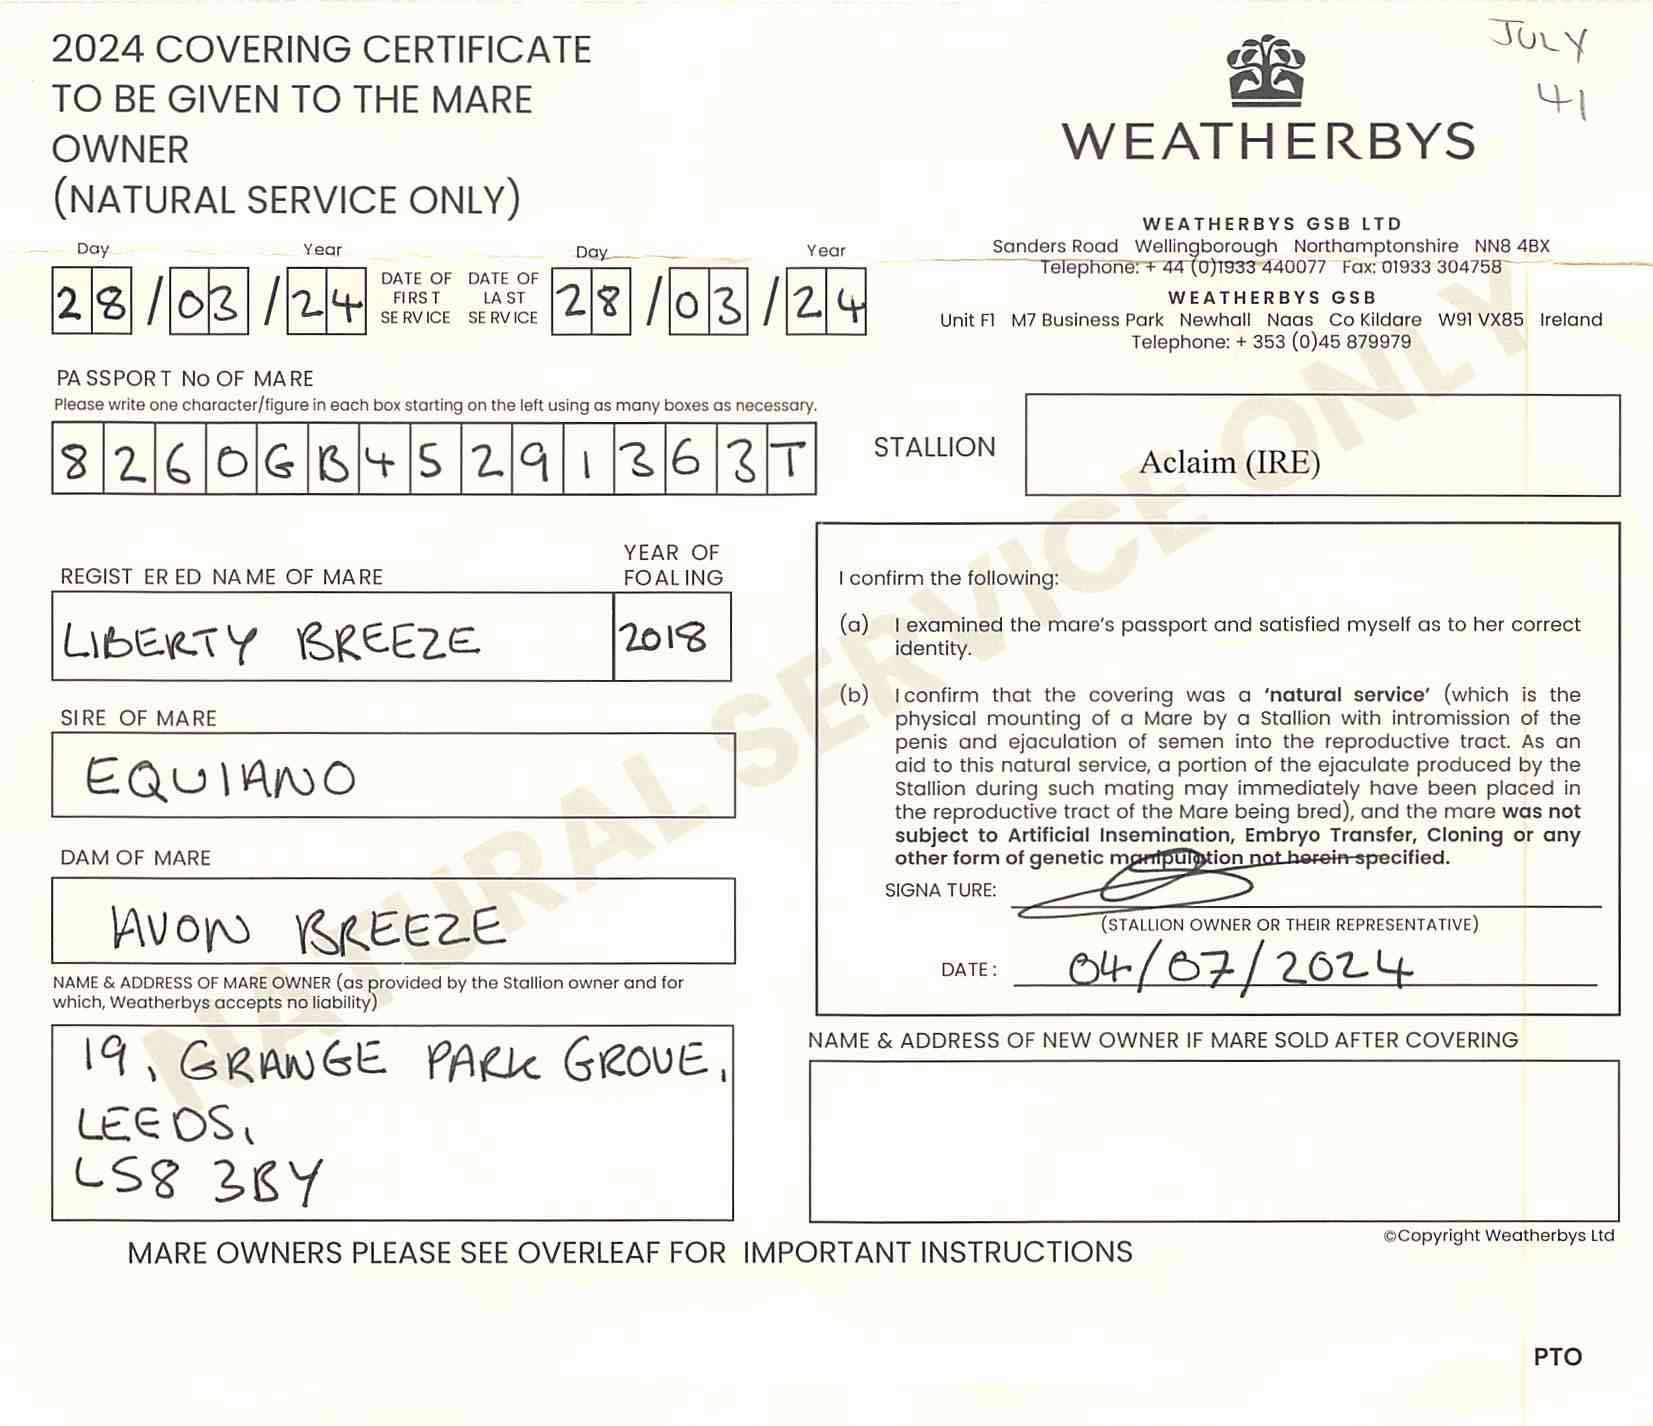 2024 COVERING CERTIFICATE
TO BE GIVEN TO THE MARE
OWNER
(NATURAL SERVICE ONLY)
JULY
41
WEATHERBYS
WEATHERBYS GSB LTD
Sanders Road Wellingborough Northamptonshire NN8 4BX
Telephone: + 44 (0)1933 440077 Fax: 01933 304758
WEATHERBYS GSB
Unit F1 M7 Business Park Newhall Naas Co Kildare W91 VX85 Ireland
Telephone: + 353 (0)45 879979
Day Year Day Year
28/03/24 DATE OF FIRST SERVICE DATE OF LAST SERVICE 28/03/24
PASSPORT No OF MARE
Please write one character/figure in each box starting on the left using as many boxes as necessary.
8260GB45291363T
STALLION Aclaim (IRE)
REGISTERED NAME OF MARE YEAR OF FOALING
LIBERTY BREEZE 2018
SIRE OF MARE
EQUIANO
DAM OF MARE
AVON BREEZE
NAME & ADDRESS OF MARE OWNER (as provided by the Stallion owner and for
which, Weatherbys accepts no liability)
19, GRANGE PARK GROVE,
LEEDS,
LS8 3BY
I confirm the following:
(a) I examined the mare's passport and satisfied myself as to her correct
identity.
(b) I confirm that the covering was a 'natural service' (which is the
physical mounting of a Mare by a Stallion with intromission of the
penis and ejaculation of semen into the reproductive tract. As an
aid to this natural service, a portion of the ejaculate produced by the
Stallion during such mating may immediately have been placed in
the reproductive tract of the Mare being bred), and the mare was not
subject to Artificial Insemination, Embryo Transfer, Cloning or any
other form of genetic manipulation not herein specified.
SIGNATURE:
(STALLION OWNER OR THEIR REPRESENTATIVE)
DATE: 04/07/2024
NAME & ADDRESS OF NEW OWNER IF MARE SOLD AFTER COVERING
©Copyright Weatherbys Ltd
MARE OWNERS PLEASE SEE OVERLEAF FOR IMPORTANT INSTRUCTIONS
PTO
NATURAL SERVICE ONLY